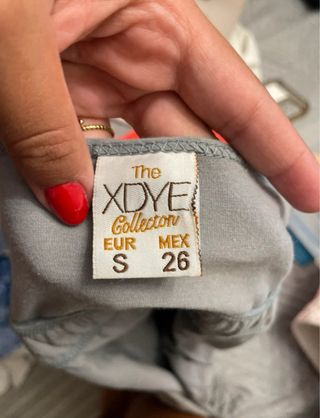 The
XDYE
Collecton
EUR MEX
S 26